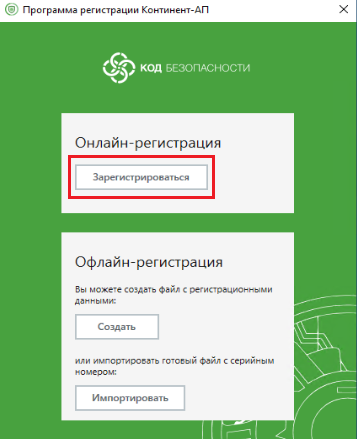 Программа регистрации Континент-АП
КОД БЕЗОПАСНОСТИ
Онлайн-регистрация
Зарегистрироваться
Офлайн-регистрация
Вы можете создать файл с регистрационными
данными:
Создать
или импортировать готовый файл с серийным
номером:
Импортировать